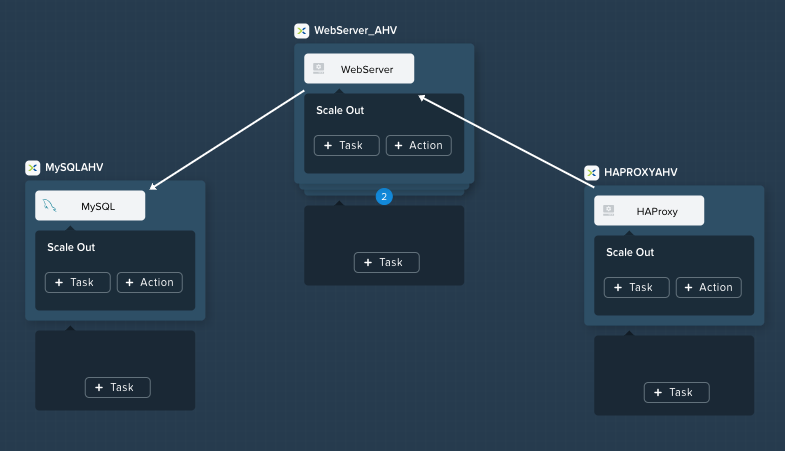 WebServer_AHV
WebServer
Scale Out
+ Task
+ Action
2
+ Task
MySQLAHV
MySQL
Scale Out
+ Task
+ Action
+ Task
HAPROXYAHV
HAProxy
Scale Out
+ Task
+ Action
+ Task